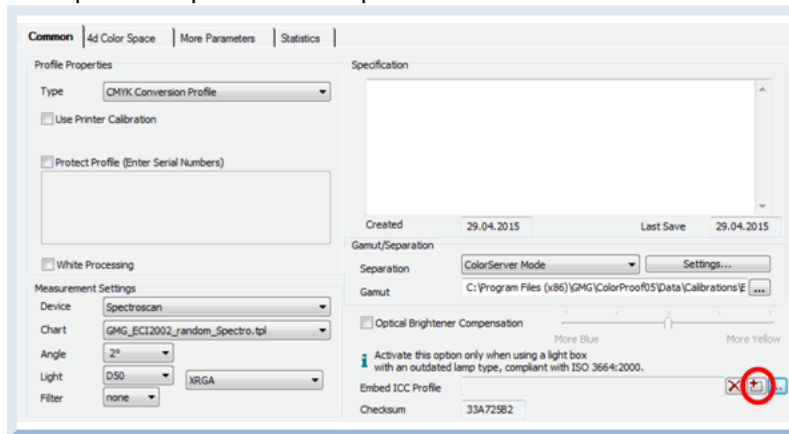 Common 4d Color Space More Parameters Statistics
Profile Properties
Type CMYK Conversion Profile
Use Printer Calibration
Protect Profile (Enter Serial Numbers)
White Processing
Measurement Settings
Device Spectroscan
Chart GMG_ECI2002_random_Spectro.tpl
Angle 2°
Light D50 XRGA
Filter none
Specification
Created 29.04.2015 Last Save 29.04.2015
Gamut/Separation
Separation ColorServer Mode Settings...
Gamut C:\Program Files (x86)\GMG\ColorProof05\Data\Calibrations\E ...
Optical Brightener Compensation
More Blue More Yellow
i Activate this option only when using a light box
with an outdated lamp type, compliant with ISO 3664:2000.
Embed ICC Profile
Checksum 33A725B2